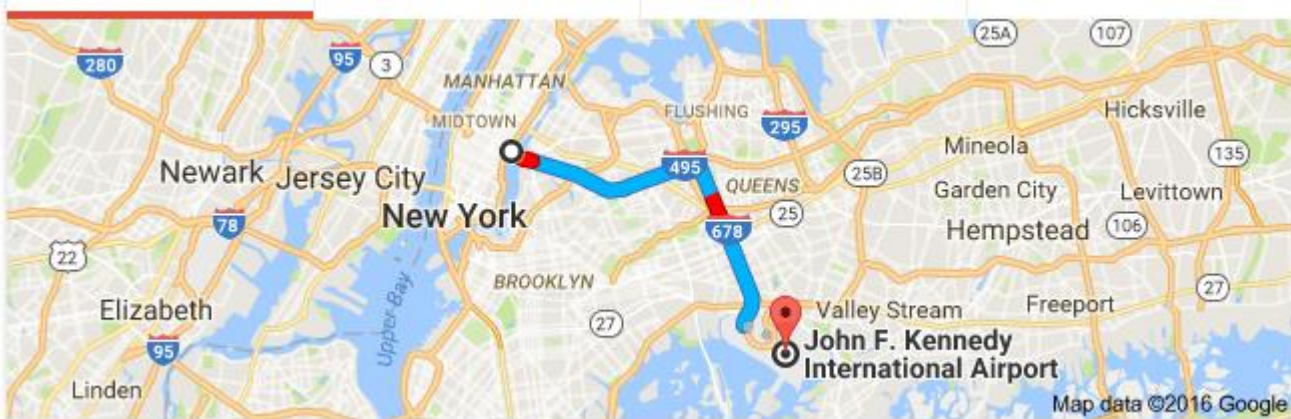 25A
107
95
3
280
MANHATTAN
MIDTOWN
FLUSHING
295
Hicksville
Mineola
135
Newark
Jersey City
495
QUEENS
25B
Garden City
Levittown
New York
25
78
678
Hempstead
106
22
BROOKLYN
Upper Bay
27
Elizabeth
27
Valley Stream
Freeport
95
John F. Kennedy
International Airport
Linden
Map data ©2016 Google